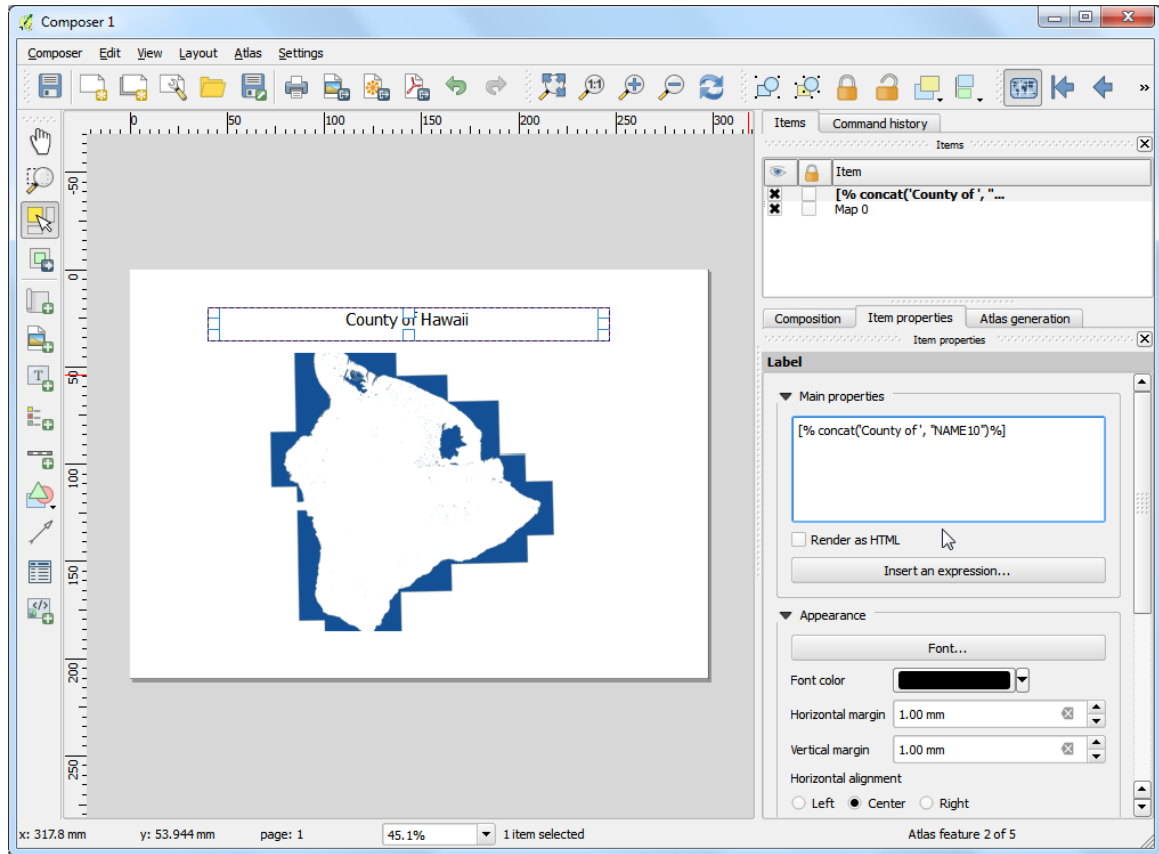 Composer 1
Composer Edit View Layout Atlas Settings
1:1
»
0 50 100 150 200 250 300
-50
0
50
100
150
200
250
County of Hawaii
T
</>
Items Command history
Items
Item
[% concat('County of ', "...
Map 0
Composition Item properties Atlas generation
Item properties
Label
Main properties
[% concat('County of ', "NAME10")%]
Render as HTML
Insert an expression...
Appearance
Font...
Font color
Horizontal margin 1.00 mm
Vertical margin 1.00 mm
Horizontal alignment
Left Center Right
x: 317.8 mm y: 53.944 mm page: 1 45.1% 1 item selected Atlas feature 2 of 5